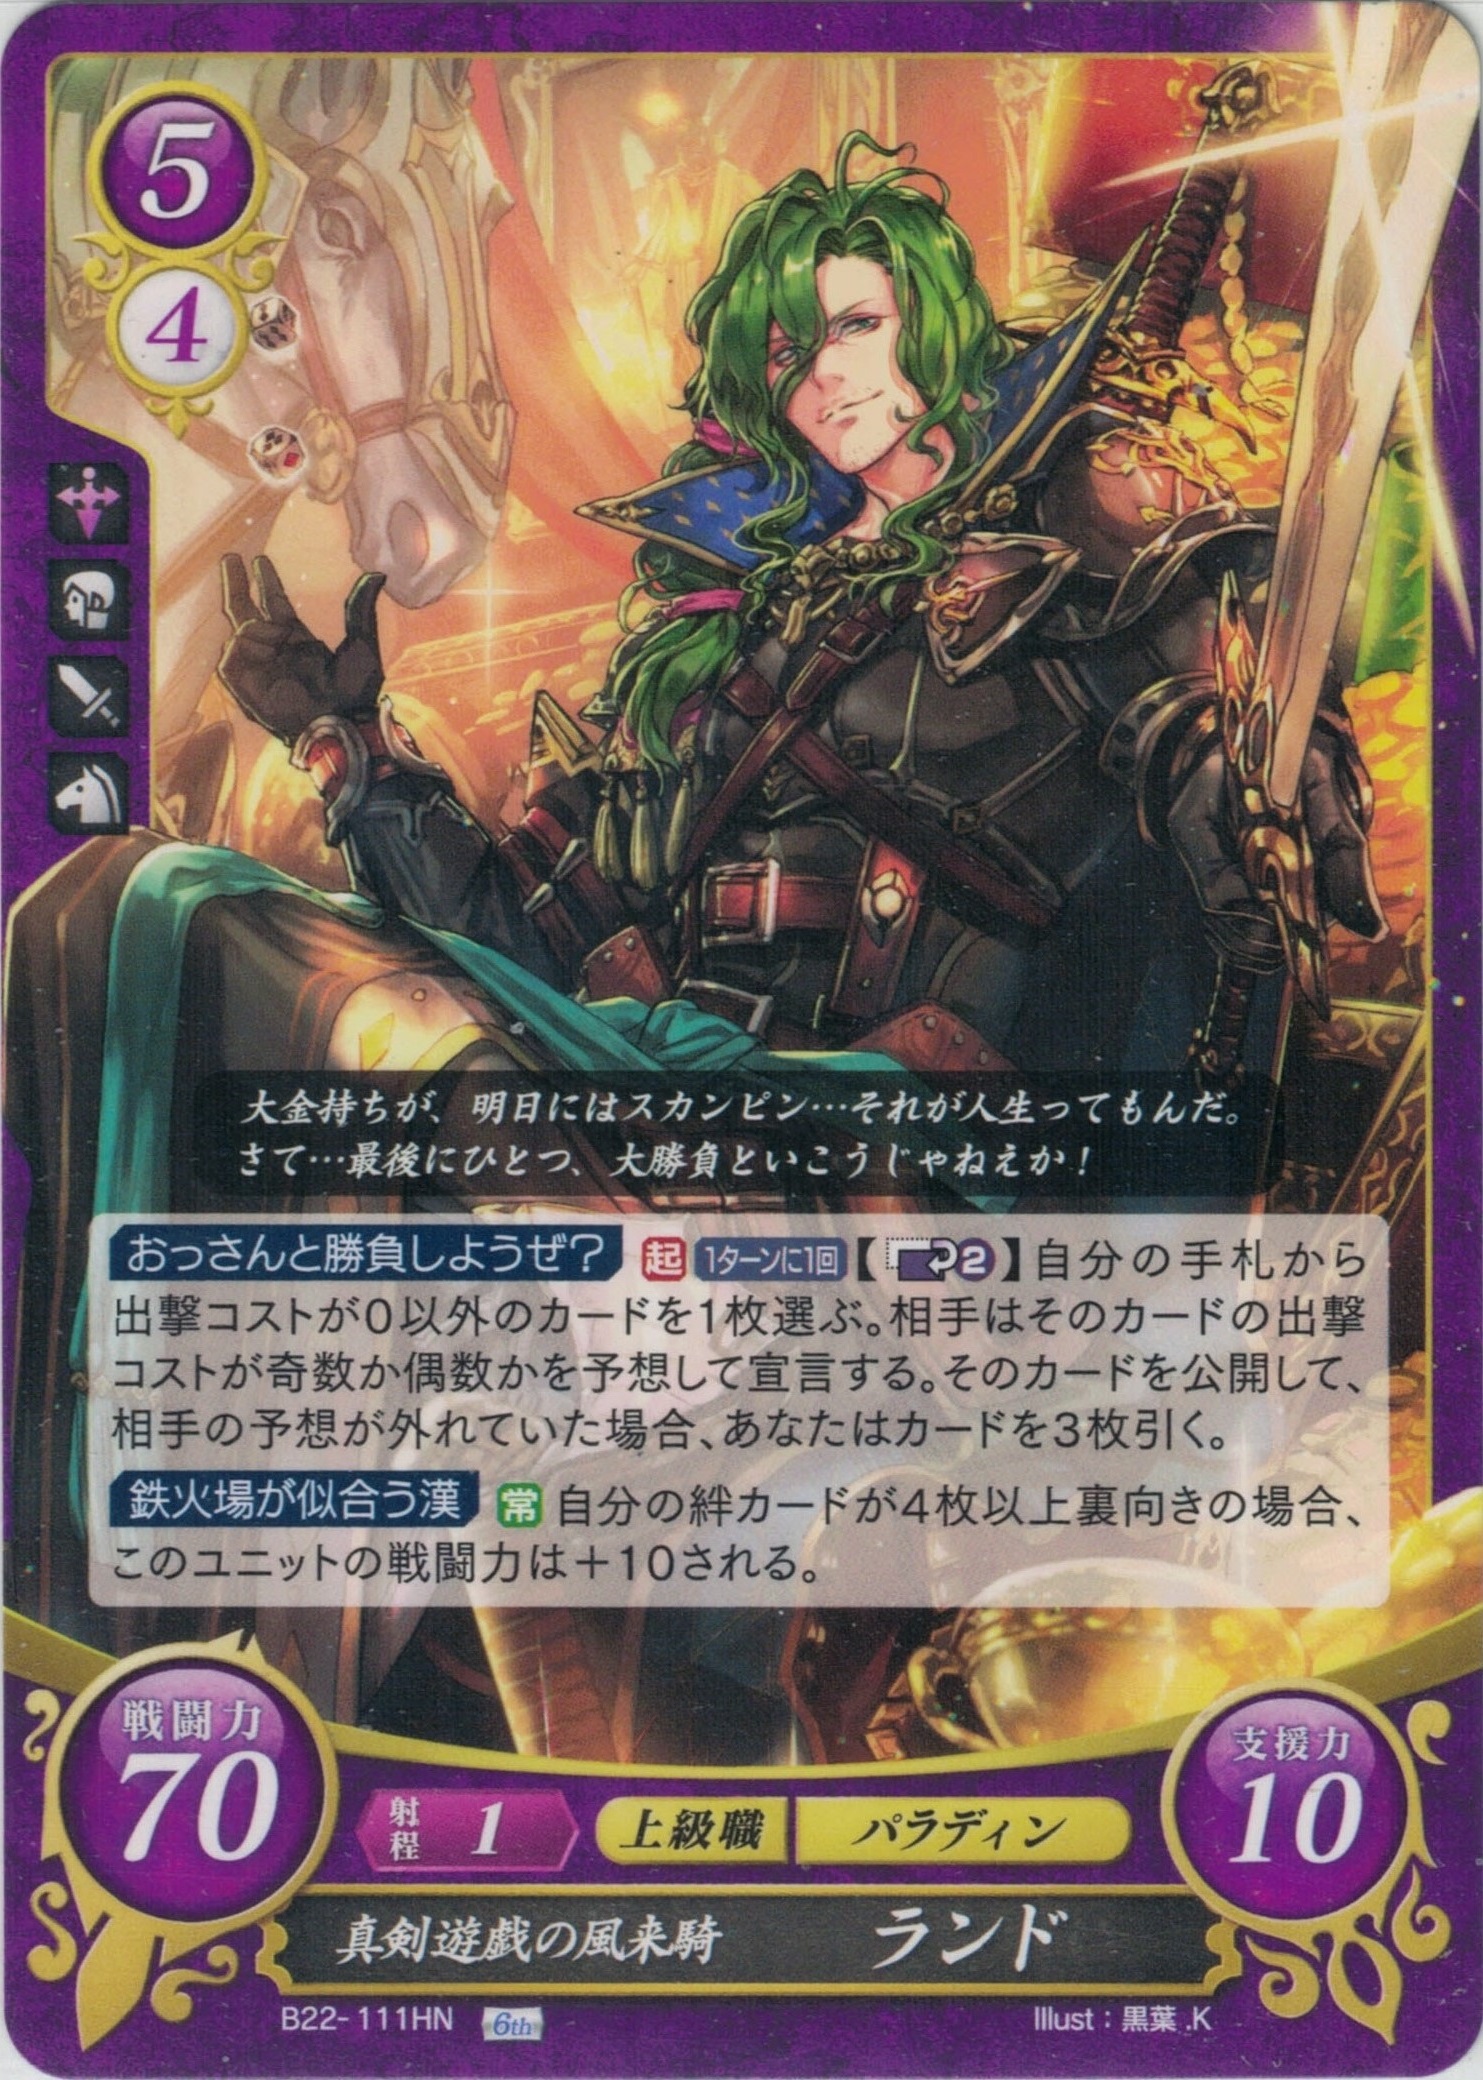 5
4
大金持ちが、明日にはスカンピン…それが人生ってもんだ。
さて…最後にひとつ、大勝負といこうじゃねえか！
おっさんと勝負しようぜ？ 起 1ターンに1回 【2】自分の手札から
出撃コストが0以外のカードを1枚選ぶ。相手はそのカードの出撃
コストが奇数か偶数かを予想して宣言する。そのカードを公開して、
相手の予想が外れていた場合、あなたはカードを3枚引く。
鉄火場が似合う漢 常 自分の絆カードが4枚以上裏向きの場合、
このユニットの戦闘力は＋10される。
戦闘力
70
射程 1 上級職 パラディン
支援力
10
真剣遊戯の風来騎 ランド
B22-111HN 6th Illust：黒葉.K